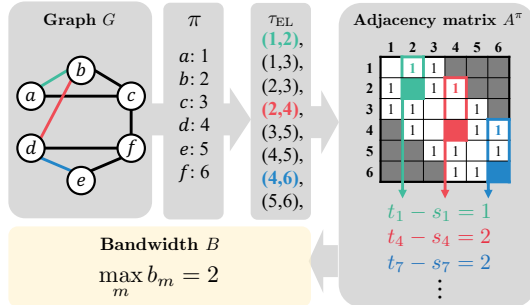 Graph G
b
a
c
d
f
e
π
a: 1
b: 2
c: 3
d: 4
e: 5
f: 6
τ_EL
(1,2),
(1,3),
(2,3),
(2,4),
(3,5),
(4,5),
(4,6),
(5,6),
Adjacency matrix A^π
1 2 3 4 5 6
1 1 1
2 1 1 1
3 1 1 1
4 1 1 1
5 1 1 1
6 1 1
t_1 − s_1 = 1
t_4 − s_4 = 2
t_7 − s_7 = 2
⋮
Bandwidth B
max_m b_m = 2